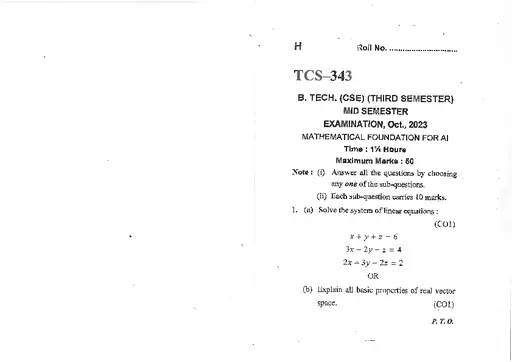 H Roll No. ..............................
TCS–343
B. TECH. (CSE) (THIRD SEMESTER)
MID SEMESTER
EXAMINATION, Oct., 2023
MATHEMATICAL FOUNDATION FOR AI
Time : 1½ Hours
Maximum Marks : 50
Note : (i) Answer all the questions by choosing
any one of the sub-questions.
(ii) Each sub-question carries 10 marks.
1. (a) Solve the system of linear equations :
(CO1)
x + y + z = 6
3x − 2y − z = 4
2x + 3y − 2z = 2
OR
(b) Explain all basic properties of real vector
space. (CO1)
P. T. O.